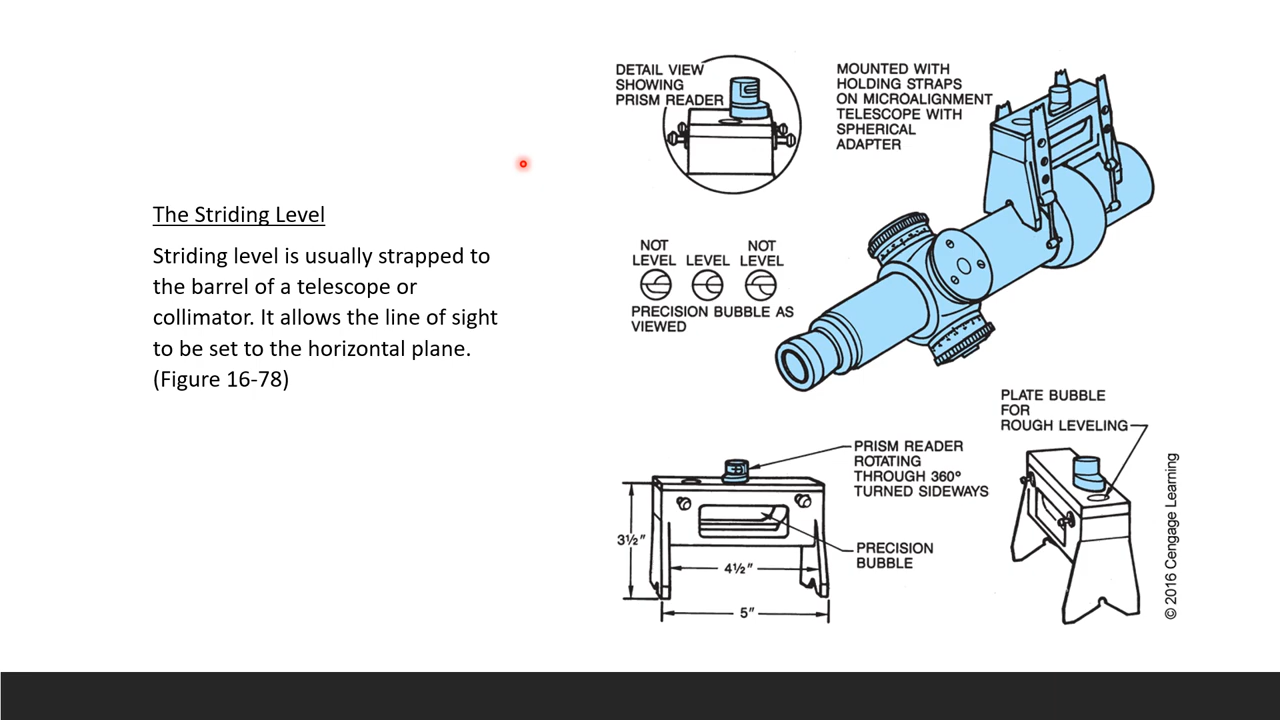 The Striding Level
Striding level is usually strapped to
the barrel of a telescope or
collimator. It allows the line of sight
to be set to the horizontal plane.
(Figure 16-78)
DETAIL VIEW
SHOWING
PRISM READER
MOUNTED WITH
HOLDING STRAPS
ON MICROALIGNMENT
TELESCOPE WITH
SPHERICAL
ADAPTER
NOT
LEVEL
LEVEL
NOT
LEVEL
PRECISION BUBBLE AS
VIEWED
PLATE BUBBLE
FOR
ROUGH LEVELING
PRISM READER
ROTATING
THROUGH 360°
TURNED SIDEWAYS
PRECISION
BUBBLE
3½"
4½"
5"
© 2016 Cengage Learning